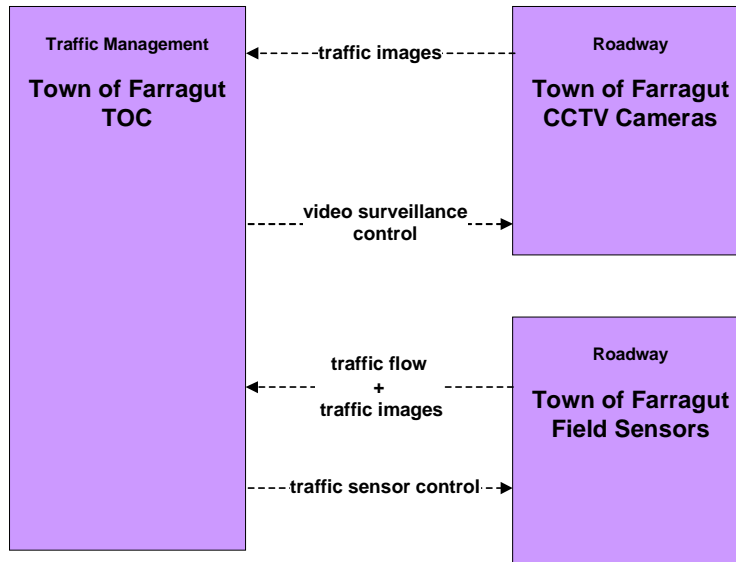 Traffic Management
Town of Farragut
TOC
traffic images
Roadway
Town of Farragut
CCTV Cameras
video surveillance
control
traffic flow
+
traffic images
Roadway
Town of Farragut
Field Sensors
traffic sensor control